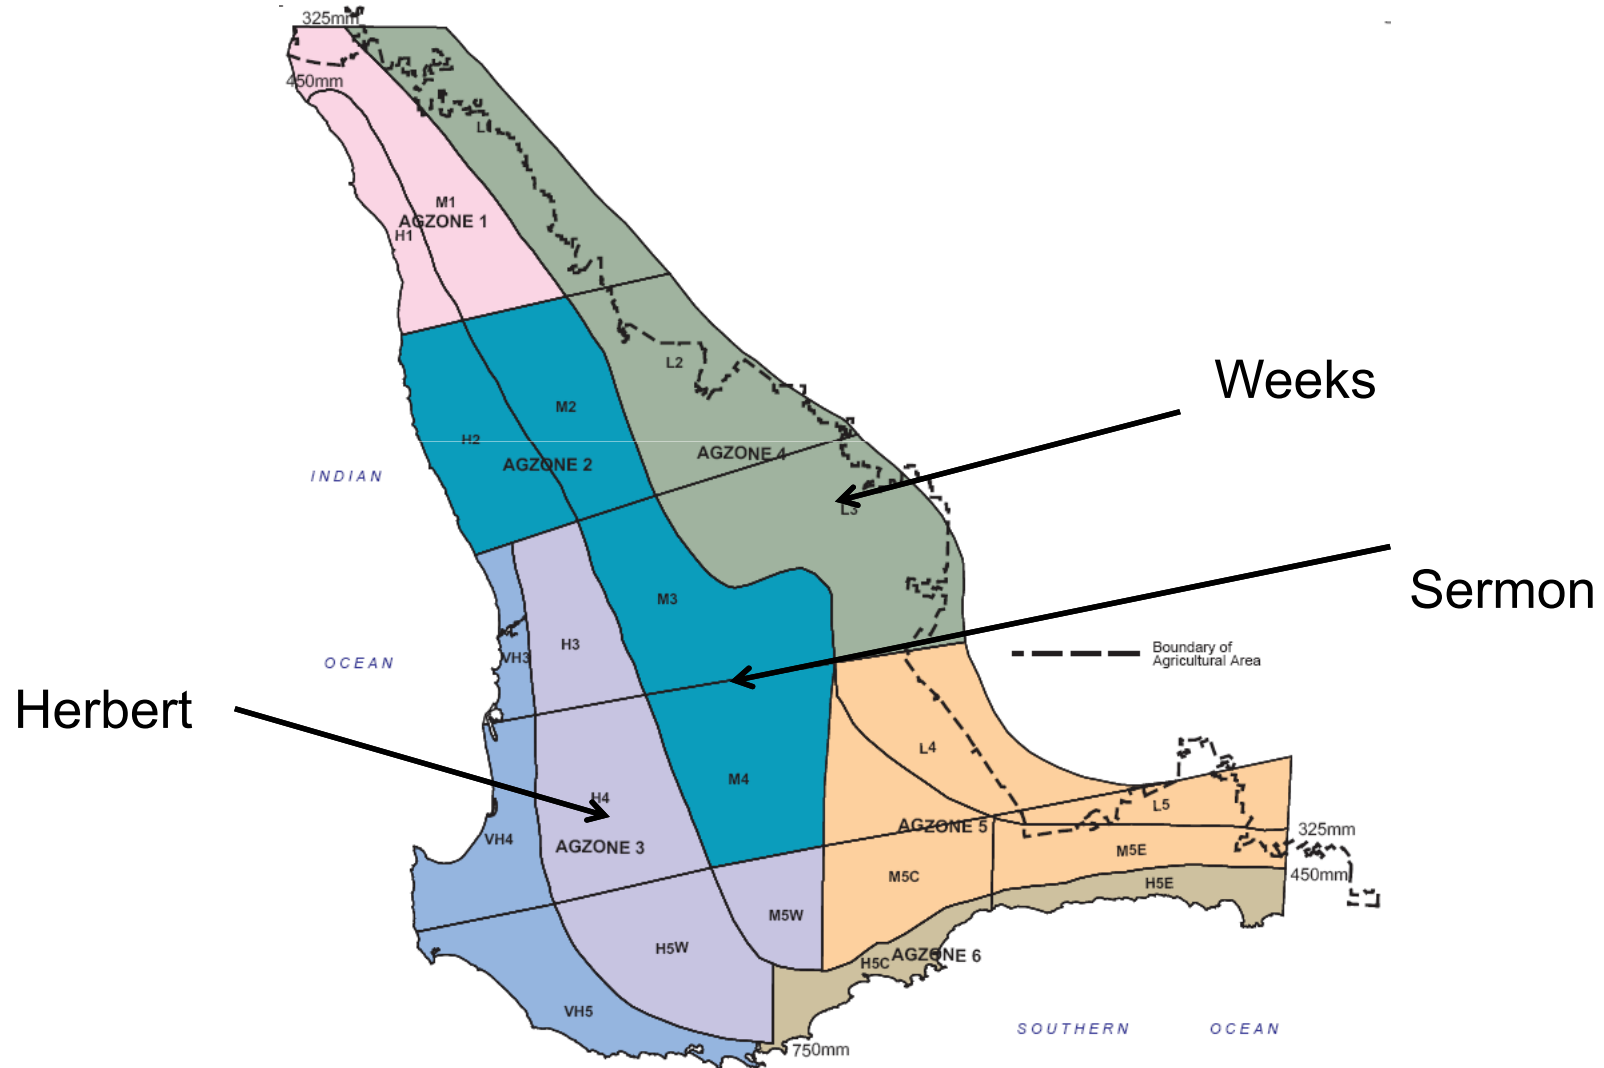 325mm
450mm
L1
M1
AGZONE 1
H1
L2
Weeks
M2
H2
AGZONE 4
AGZONE 2
INDIAN
L3
Sermon
M3
H3
VH3
OCEAN
Boundary of
Agricultural Area
Herbert
L4
M4
H4
L5
AGZONE 5
325mm
VH4
AGZONE 3
M5E
M5C
450mm
H5E
M5W
H5W
AGZONE 6
H5C
VH5
SOUTHERN OCEAN
750mm